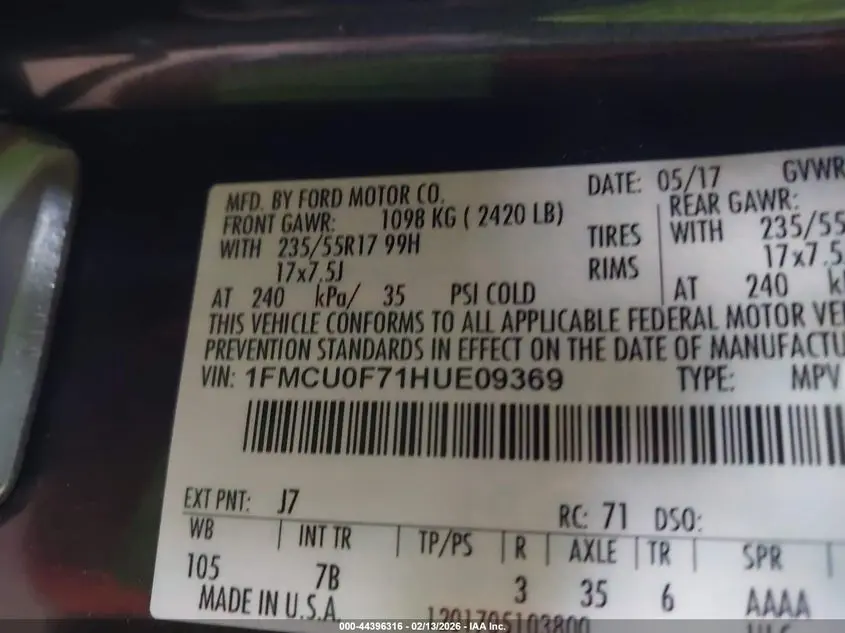 MFD. BY FORD MOTOR CO. DATE: 05/17 GVWR
FRONT GAWR: 1098 KG ( 2420 LB) REAR GAWR:
WITH 235/55R17 99H TIRES WITH 235/55
17x7.5J RIMS 17x7.5
AT 240 kPa/ 35 PSI COLD AT 240
THIS VEHICLE CONFORMS TO ALL APPLICABLE FEDERAL MOTOR VE
PREVENTION STANDARDS IN EFFECT ON THE DATE OF MANUFACTU
VIN: 1FMCU0F71HUE09369 TYPE: MPV
EXT PNT: J7 RC: 71 DSO:
WB INT TR TP/PS R AXLE TR SPR
105 7B 3 35 6 AAAA
MADE IN U.S.A.
000-44396316 - 02/13/2026 - IAA Inc.